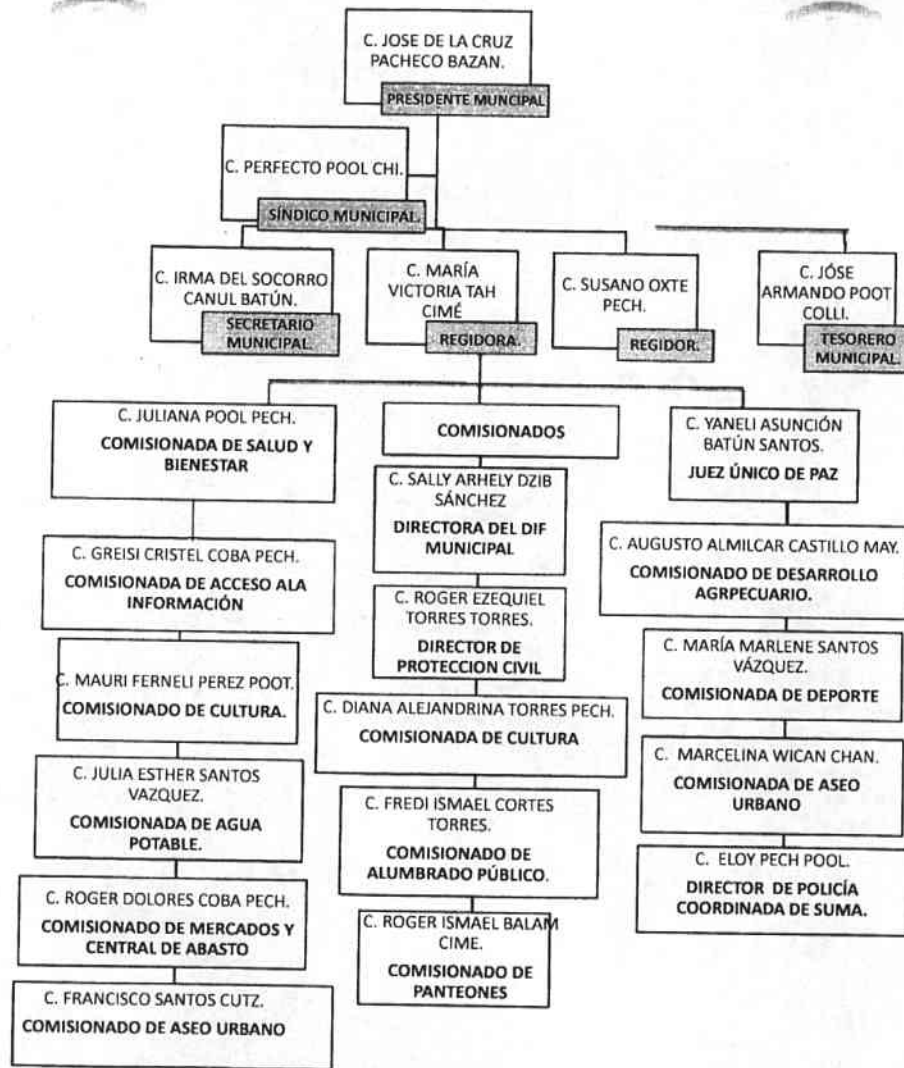 C. JOSE DE LA CRUZ
PACHECO BAZAN.
PRESIDENTE MUNCIPAL
C. PERFECTO POOL CHI.
SÍNDICO MUNICIPAL.
C. IRMA DEL SOCORRO
CANUL BATÚN.
SECRETARIO
MUNICIPAL.
C. MARÍA
VICTORIA TAH
CIMÉ
REGIDORA.
C. SUSANO OXTE
PECH.
REGIDOR.
C. JÓSE
ARMANDO POOT
COLLI.
TESORERO
MUNICIPAL.
C. JULIANA POOL PECH.
COMISIONADA DE SALUD Y
BIENESTAR
C. GREISI CRISTEL COBA PECH.
COMISIONADA DE ACCESO ALA
INFORMACIÓN
C. MAURI FERNELI PEREZ POOT.
COMISIONADO DE CULTURA.
C. JULIA ESTHER SANTOS
VAZQUEZ.
COMISIONADA DE AGUA
POTABLE.
C. ROGER DOLORES COBA PECH.
COMISIONADO DE MERCADOS Y
CENTRAL DE ABASTO
C. FRANCISCO SANTOS CUTZ.
COMISIONADO DE ASEO URBANO
COMISIONADOS
C. SALLY ARHELY DZIB
SÁNCHEZ
DIRECTORA DEL DIF
MUNICIPAL
C. ROGER EZEQUIEL
TORRES TORRES.
DIRECTOR DE
PROTECCION CIVIL
C. DIANA ALEJANDRINA TORRES PECH.
COMISIONADA DE CULTURA
C. FREDI ISMAEL CORTES
TORRES.
COMISIONADO DE
ALUMBRADO PÚBLICO.
C. ROGER ISMAEL BALAM
CIME.
COMISIONADO DE
PANTEONES
C. YANELI ASUNCIÓN
BATÚN SANTOS.
JUEZ ÚNICO DE PAZ
C. AUGUSTO ALMILCAR CASTILLO MAY.
COMISIONADO DE DESARROLLO
AGRPECUARIO.
C. MARÍA MARLENE SANTOS
VÁZQUEZ.
COMISIONADA DE DEPORTE
C. MARCELINA WICAN CHAN.
COMISIONADA DE ASEO
URBANO
C. ELOY PECH POOL.
DIRECTOR DE POLICÍA
COORDINADA DE SUMA.